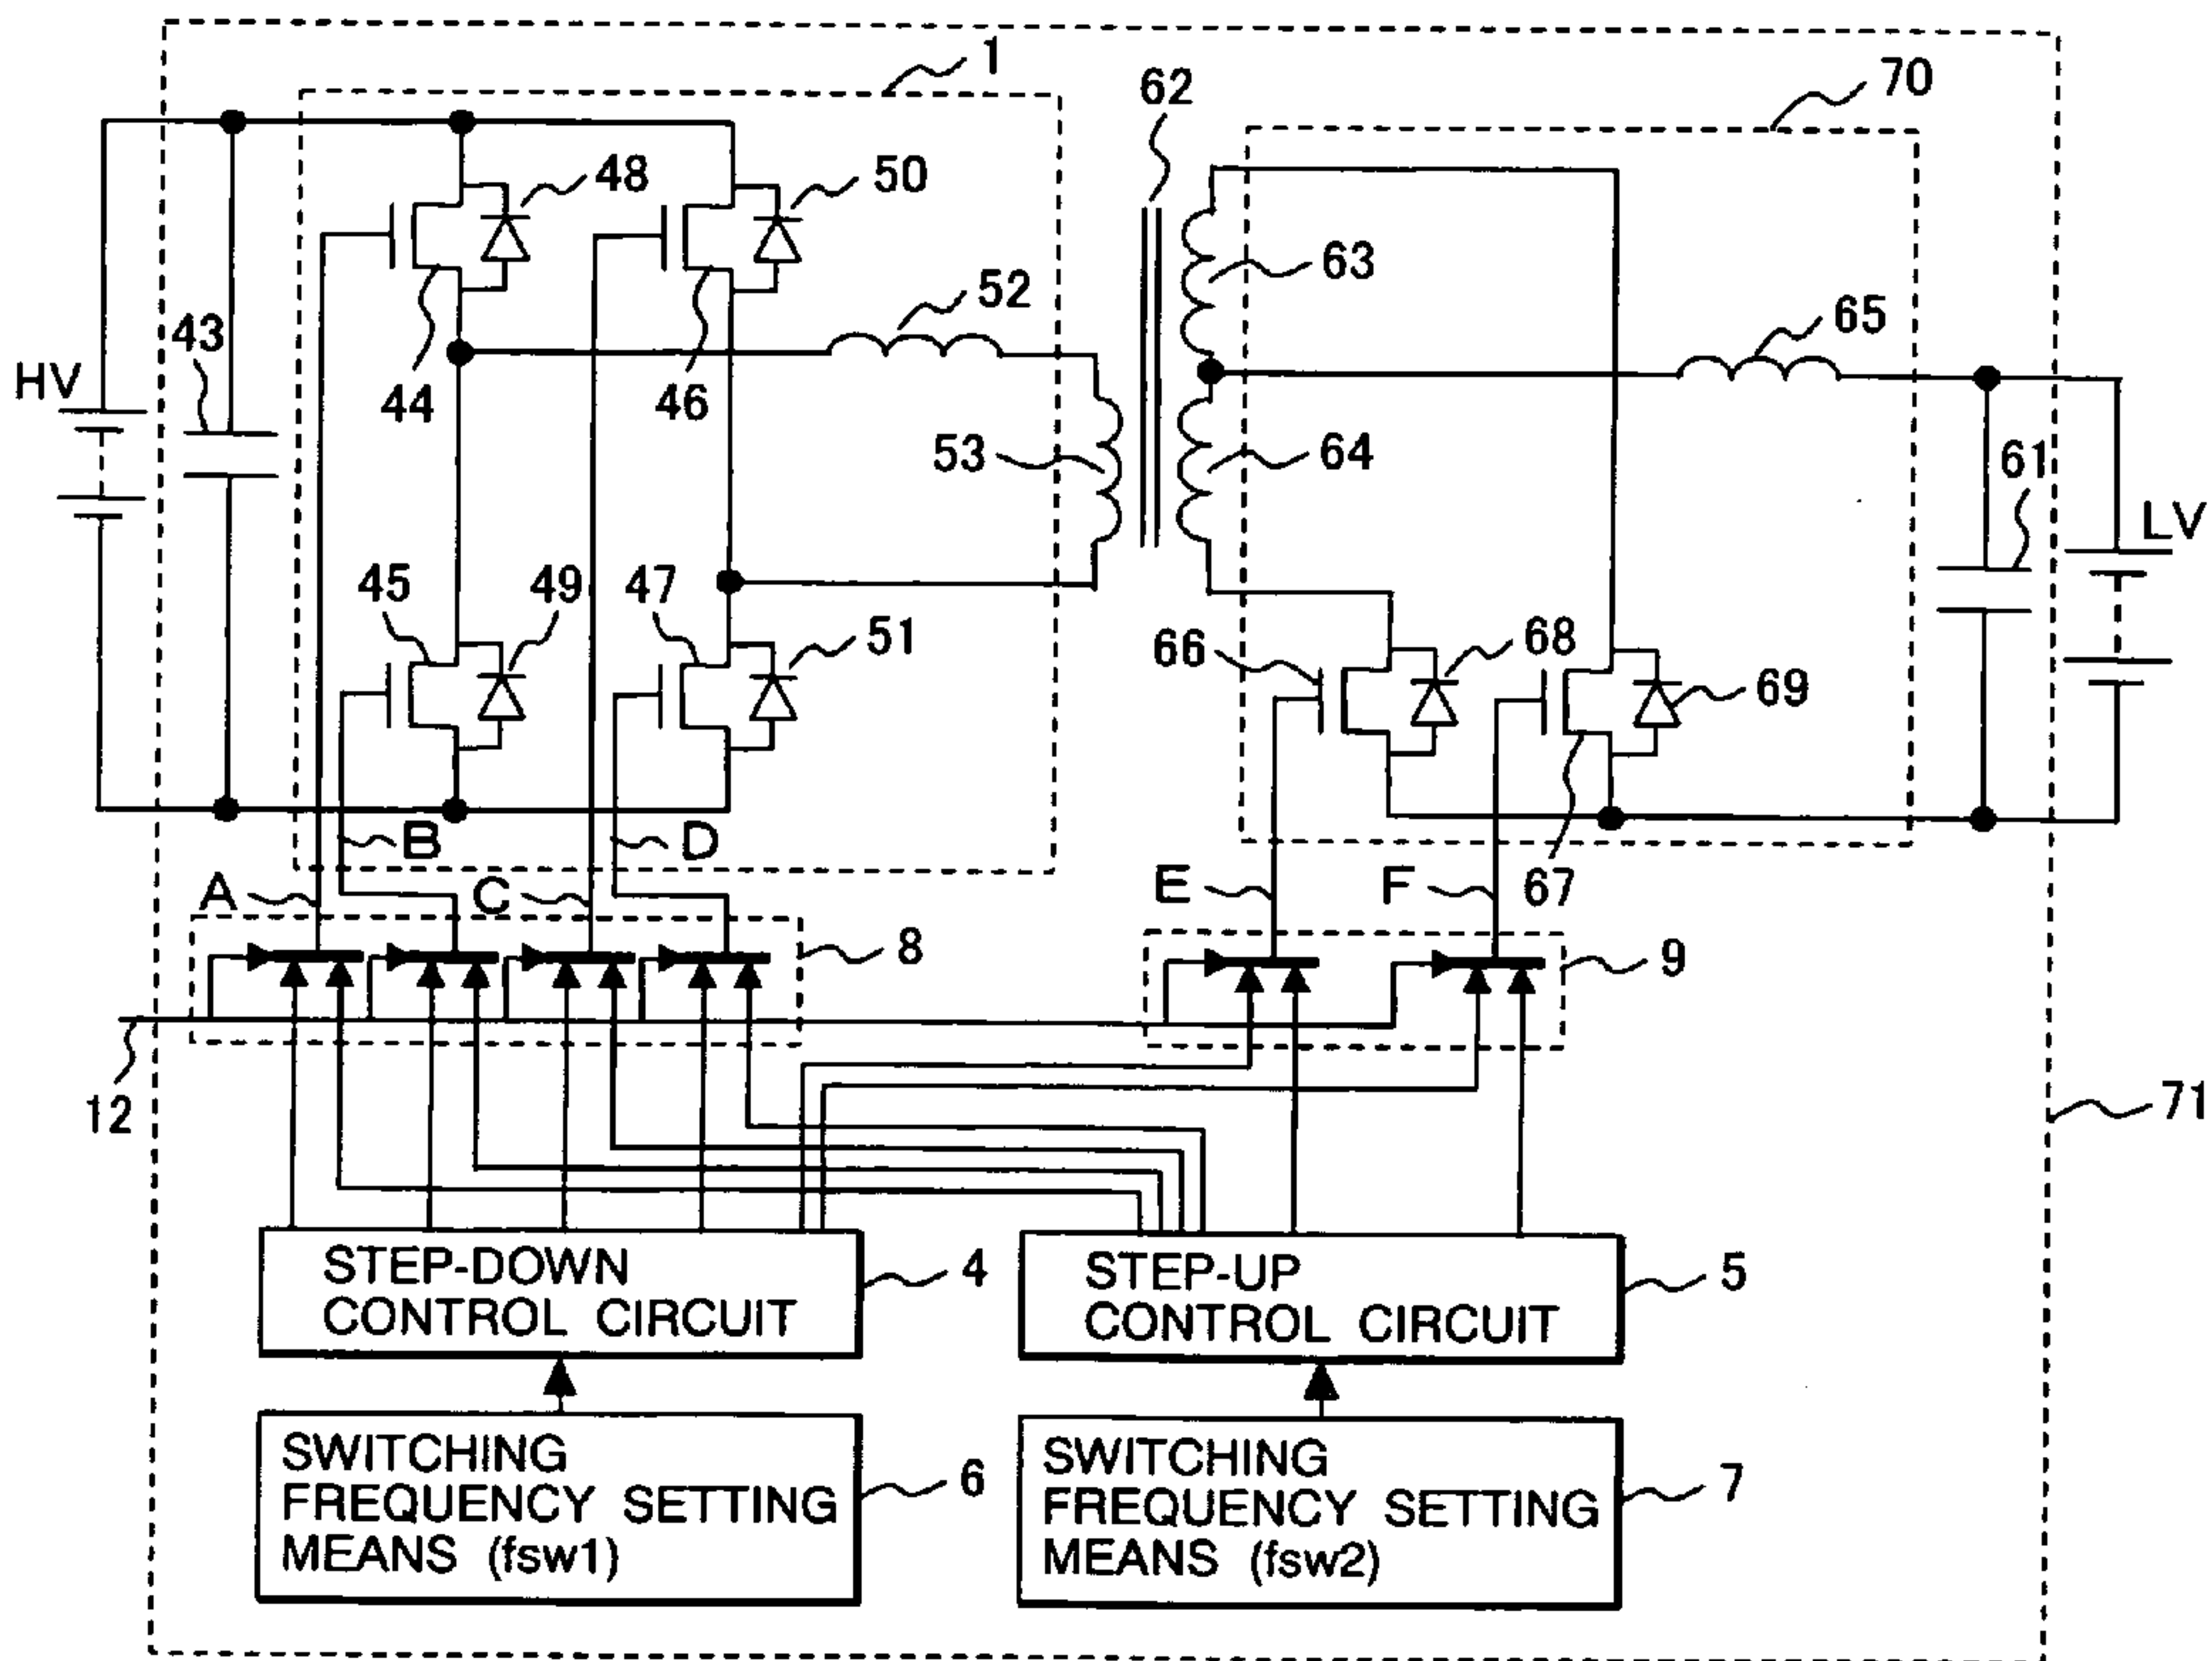 1
70
62
48
50
63
52
65
43
HV
44
46
53
64
61
LV
45
49
47
51
66
68
69
B
D
A
C
E
F
67
8
9
12
71
STEP-DOWN
CONTROL CIRCUIT
4
STEP-UP
CONTROL CIRCUIT
5
SWITCHING
FREQUENCY SETTING
MEANS (fsw1)
6
SWITCHING
FREQUENCY SETTING
MEANS (fsw2)
7